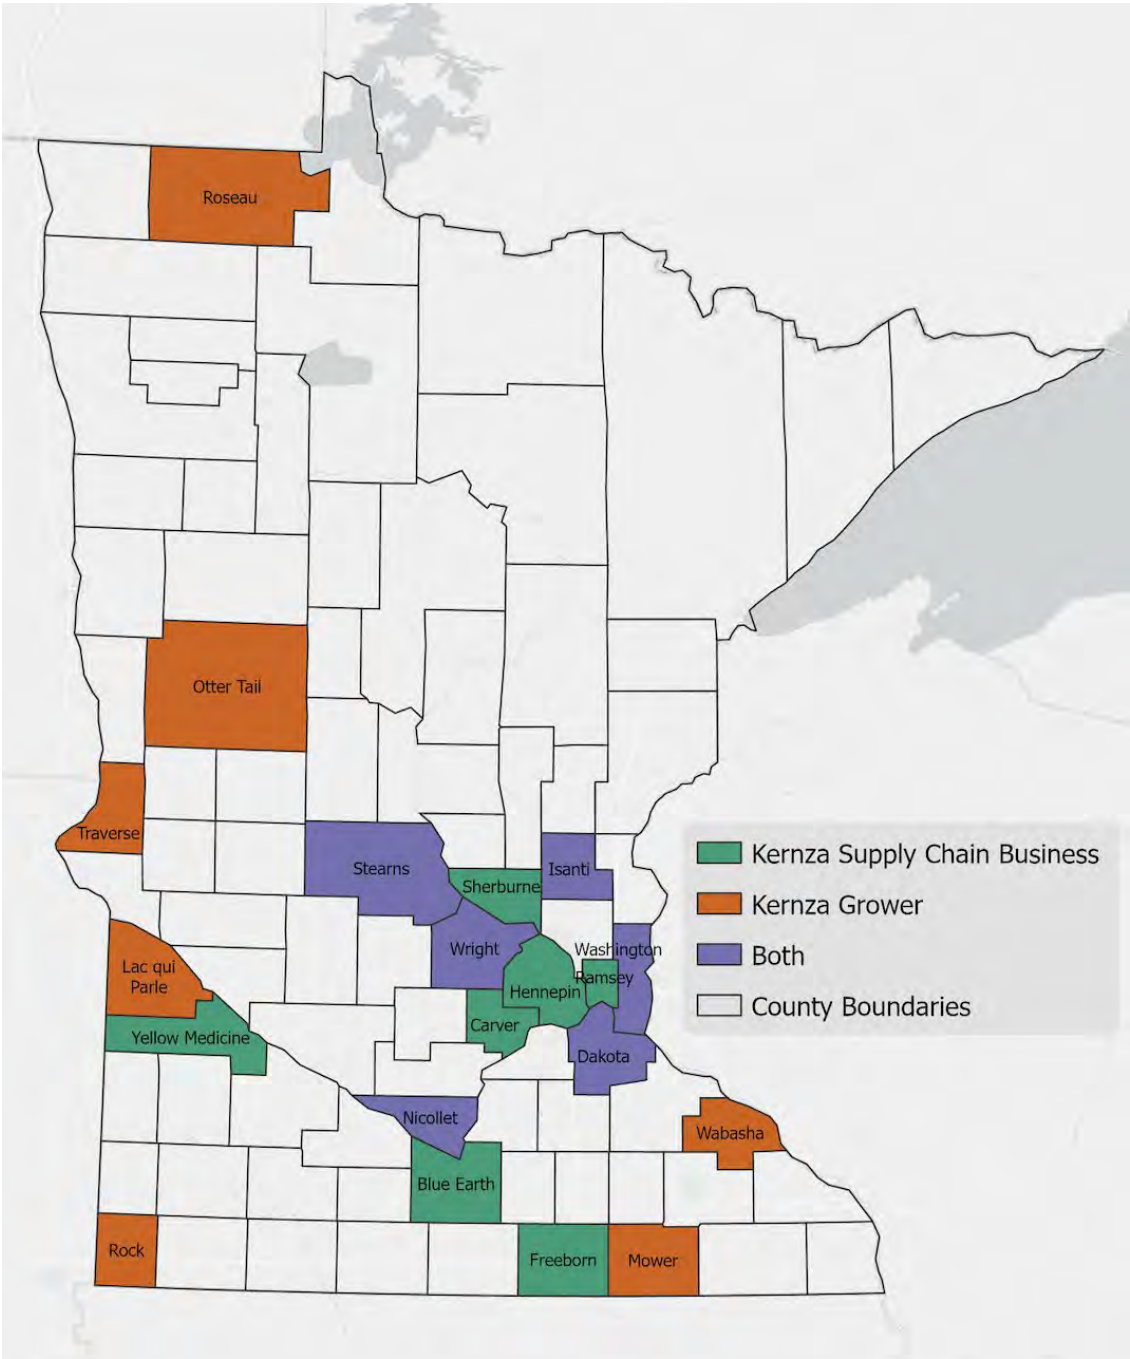 Roseau
Otter Tail
Traverse
Stearns
Isanti
Sherburne
Kernza Supply Chain Business
Kernza Grower
Both
County Boundaries
Wright
Washington
Ramsey
Hennepin
Lac qui
Parle
Carver
Yellow Medicine
Dakota
Nicollet
Wabasha
Blue Earth
Rock
Freeborn
Mower